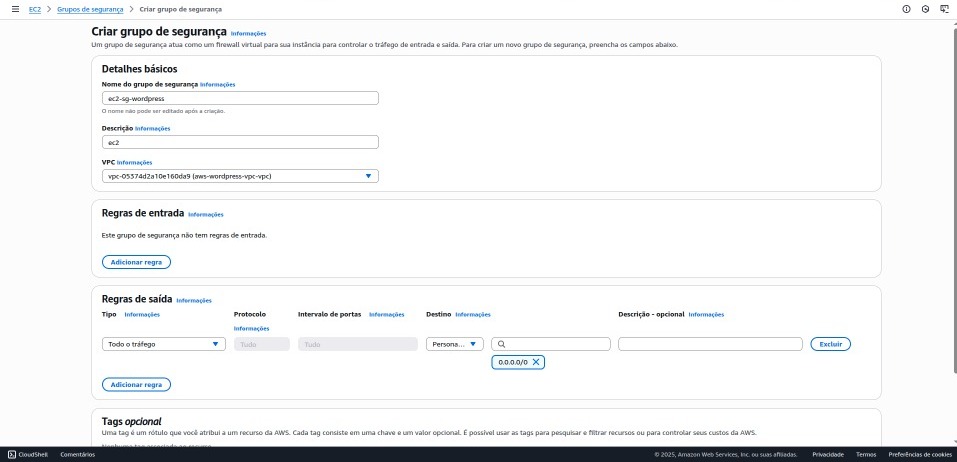 EC2 > Grupos de segurança > Criar grupo de segurança
Criar grupo de segurança Informações
Um grupo de segurança atua como um firewall virtual para sua instância para controlar o tráfego de entrada e saída. Para criar um novo grupo de segurança, preencha os campos abaixo.
Detalhes básicos
Nome do grupo de segurança Informações
ec2-sg-wordpress
O nome não pode ser editado após a criação.
Descrição Informações
ec2
VPC Informações
vpc-05374d2a10e160da9 (aws-wordpress-vpc-vpc)
Regras de entrada Informações
Este grupo de segurança não tem regras de entrada.
Adicionar regra
Regras de saída Informações
Tipo Informações Protocolo Intervalo de portas Informações Destino Informações Descrição - opcional Informações
Informações
Todo o tráfego Tudo Tudo Persona... Excluir
0.0.0.0/0
Adicionar regra
Tags opcional
Uma tag é um rótulo que você atribui a um recurso da AWS. Cada tag consiste em uma chave e um valor opcional. É possível usar as tags para pesquisar e filtrar recursos ou para controlar seus custos da AWS.
Nenhuma tag associada ao recurso.
CloudShell Comentários © 2025, Amazon Web Services, Inc. ou suas afiliadas. Privacidade Termos Preferências de cookies